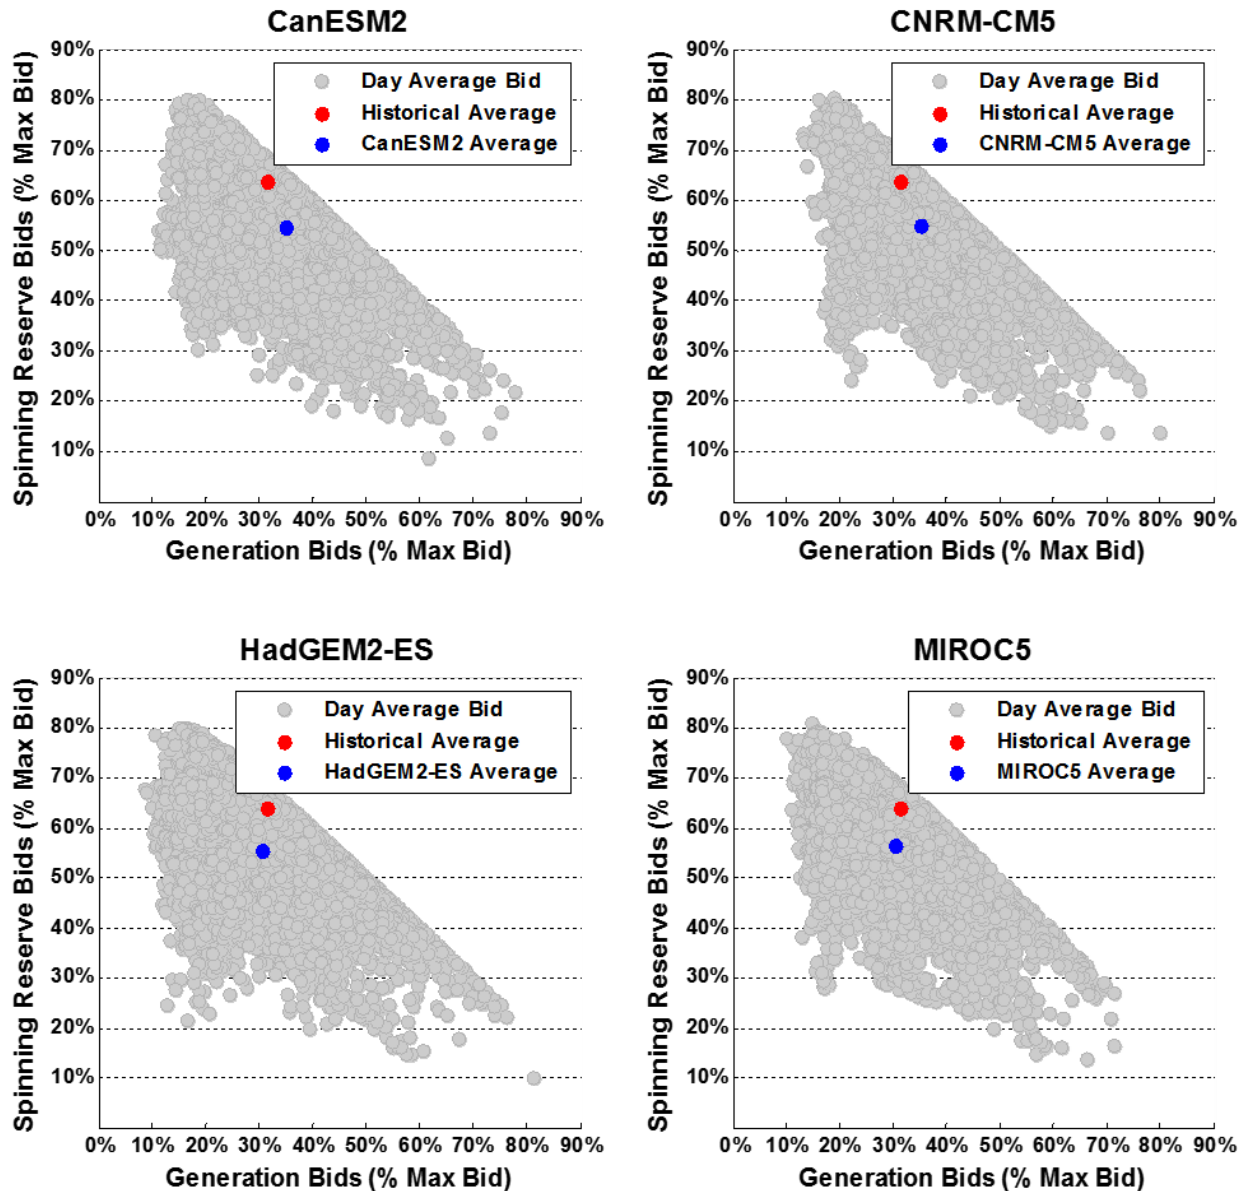 CanESM2
Spinning Reserve Bids (% Max Bid)
90%
80%
70%
60%
50%
40%
30%
20%
10%
Day Average Bid
Historical Average
CanESM2 Average
0% 10% 20% 30% 40% 50% 60% 70% 80% 90%
Generation Bids (% Max Bid)
CNRM-CM5
Spinning Reserve Bids (% Max Bid)
90%
80%
70%
60%
50%
40%
30%
20%
10%
Day Average Bid
Historical Average
CNRM-CM5 Average
0% 10% 20% 30% 40% 50% 60% 70% 80% 90%
Generation Bids (% Max Bid)
HadGEM2-ES
Spinning Reserve Bids (% Max Bid)
90%
80%
70%
60%
50%
40%
30%
20%
10%
Day Average Bid
Historical Average
HadGEM2-ES Average
0% 10% 20% 30% 40% 50% 60% 70% 80% 90%
Generation Bids (% Max Bid)
MIROC5
Spinning Reserve Bids (% Max Bid)
90%
80%
70%
60%
50%
40%
30%
20%
10%
Day Average Bid
Historical Average
MIROC5 Average
0% 10% 20% 30% 40% 50% 60% 70% 80% 90%
Generation Bids (% Max Bid)